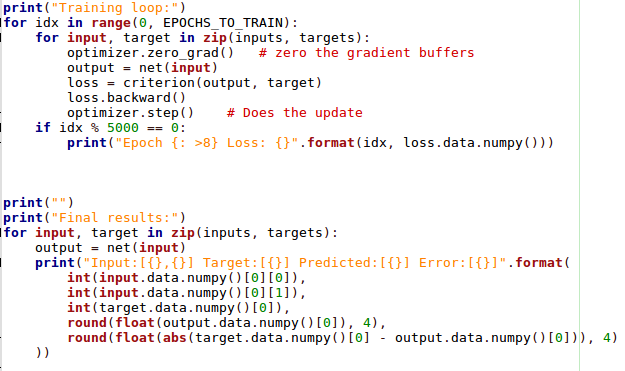 print("Training loop:")
for idx in range(0, EPOCHS_TO_TRAIN):
    for input, target in zip(inputs, targets):
        optimizer.zero_grad()   # zero the gradient buffers
        output = net(input)
        loss = criterion(output, target)
        loss.backward()
        optimizer.step()    # Does the update
    if idx % 5000 == 0:
        print("Epoch {: >8} Loss: {}".format(idx, loss.data.numpy()))
print("")
print("Final results:")
for input, target in zip(inputs, targets):
    output = net(input)
    print("Input:[{},{}] Target:[{}] Predicted:[{}] Error:[{}]".format(
        int(input.data.numpy()[0][0]),
        int(input.data.numpy()[0][1]),
        int(target.data.numpy()[0]),
        round(float(output.data.numpy()[0]), 4),
        round(float(abs(target.data.numpy()[0] - output.data.numpy()[0])), 4)
    ))